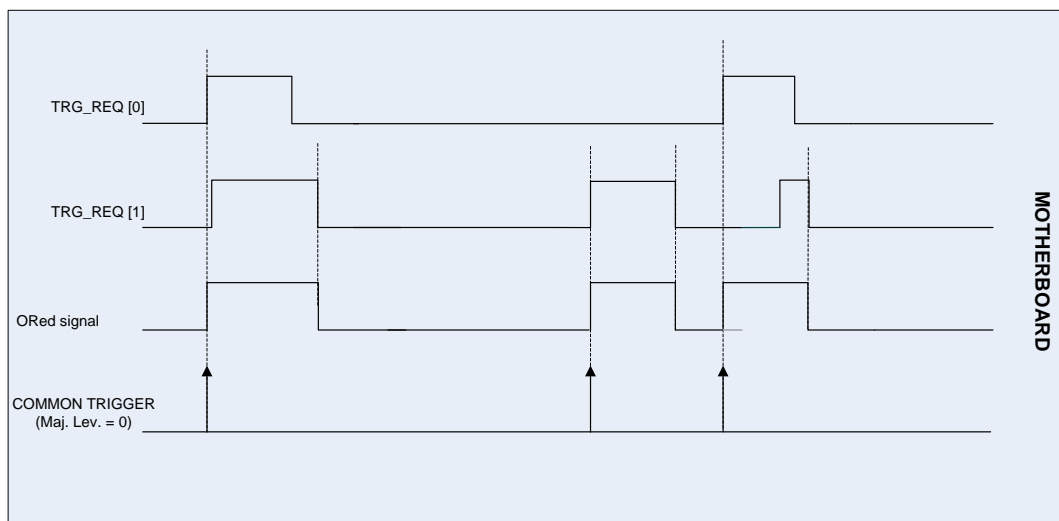 TRG_REQ [0]
TRG_REQ [1]
ORed signal
COMMON TRIGGER
(Maj. Lev. = 0)
MOTHERBOARD